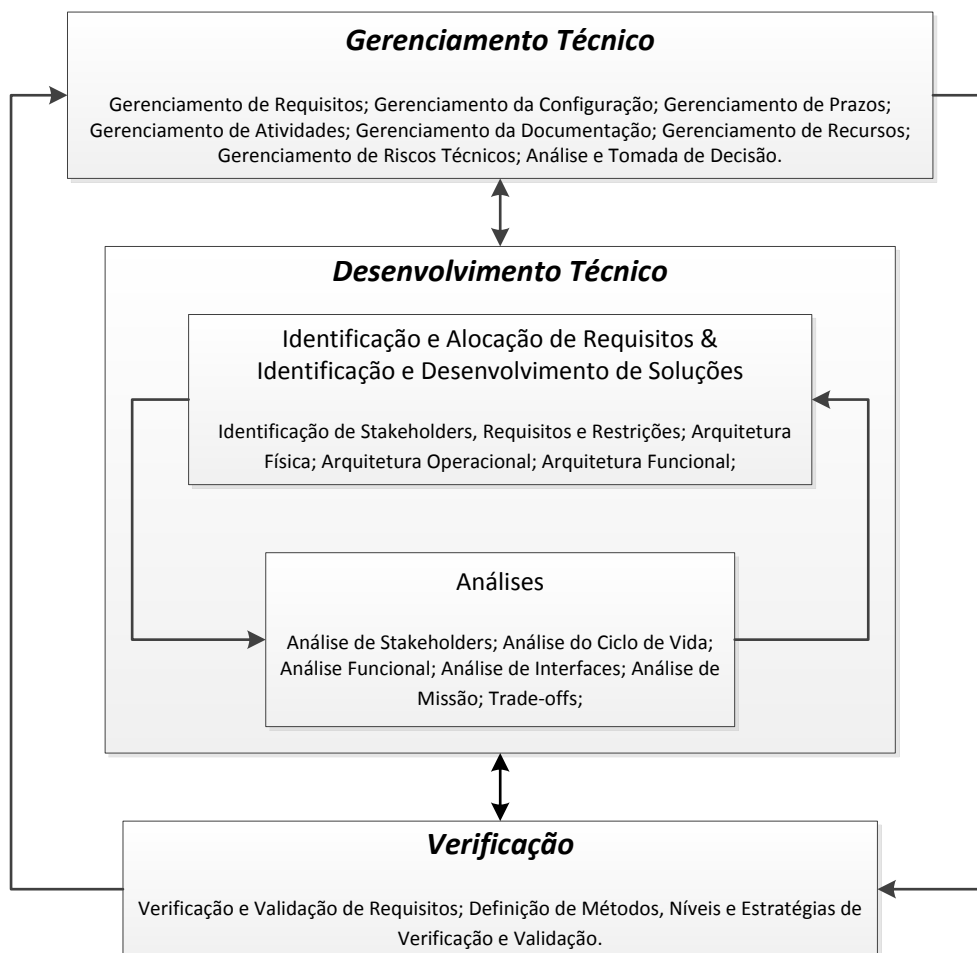 Gerenciamento Técnico
Gerenciamento de Requisitos; Gerenciamento da Configuração; Gerenciamento de Prazos;
Gerenciamento de Atividades; Gerenciamento da Documentação; Gerenciamento de Recursos;
Gerenciamento de Riscos Técnicos; Análise e Tomada de Decisão.
Desenvolvimento Técnico
Identificação e Alocação de Requisitos &
Identificação e Desenvolvimento de Soluções
Identificação de Stakeholders, Requisitos e Restrições; Arquitetura
Física; Arquitetura Operacional; Arquitetura Funcional;
Análises
Análise de Stakeholders; Análise do Ciclo de Vida;
Análise Funcional; Análise de Interfaces; Análise de
Missão; Trade-offs;
Verificação
Verificação e Validação de Requisitos; Definição de Métodos, Níveis e Estratégias de
Verificação e Validação.